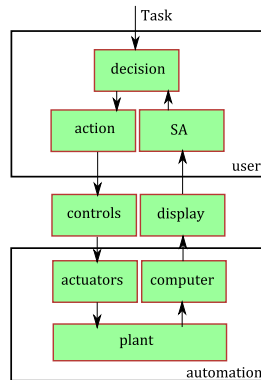 Task
decision
action SA
user
controls display
actuators computer
plant
automation